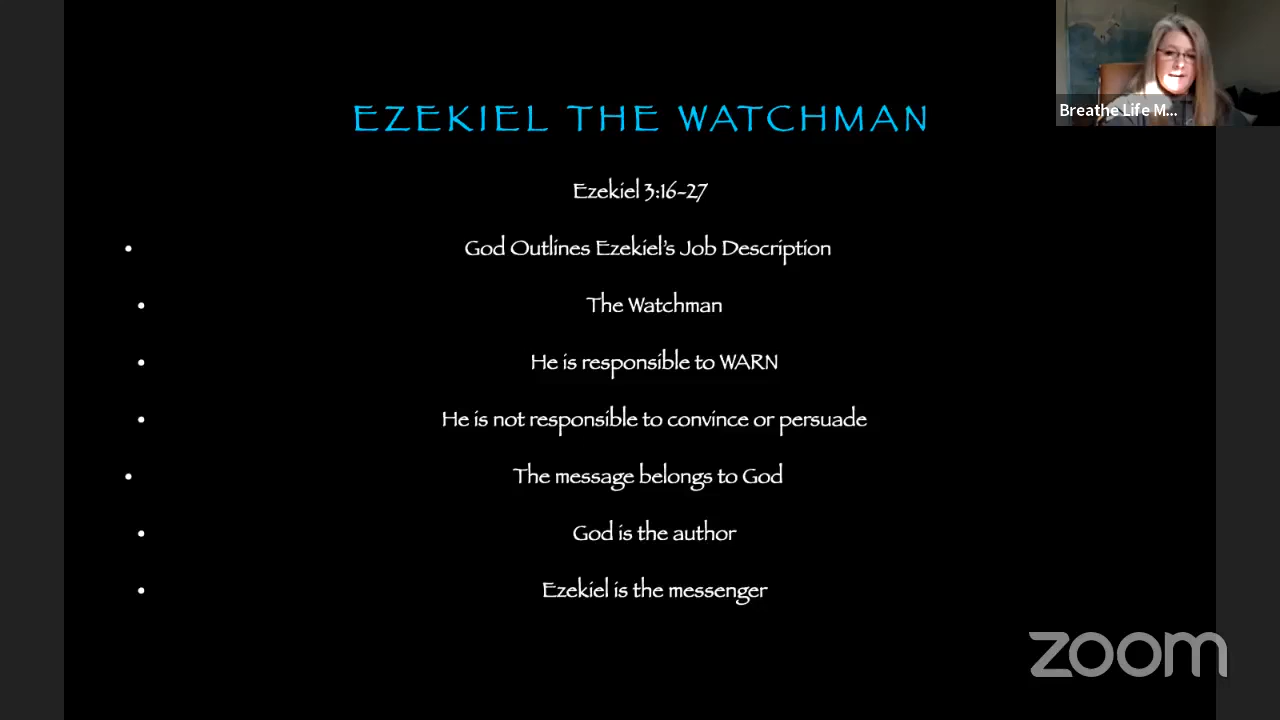 Breathe Life M...
EZEKIEL THE WATCHMAN
Ezekiel 3:16-27
• God Outlines Ezekiel's Job Description
• The Watchman
• He is responsible to WARN
• He is not responsible to convince or persuade
• The message belongs to God
• God is the author
• Ezekiel is the messenger
zoom